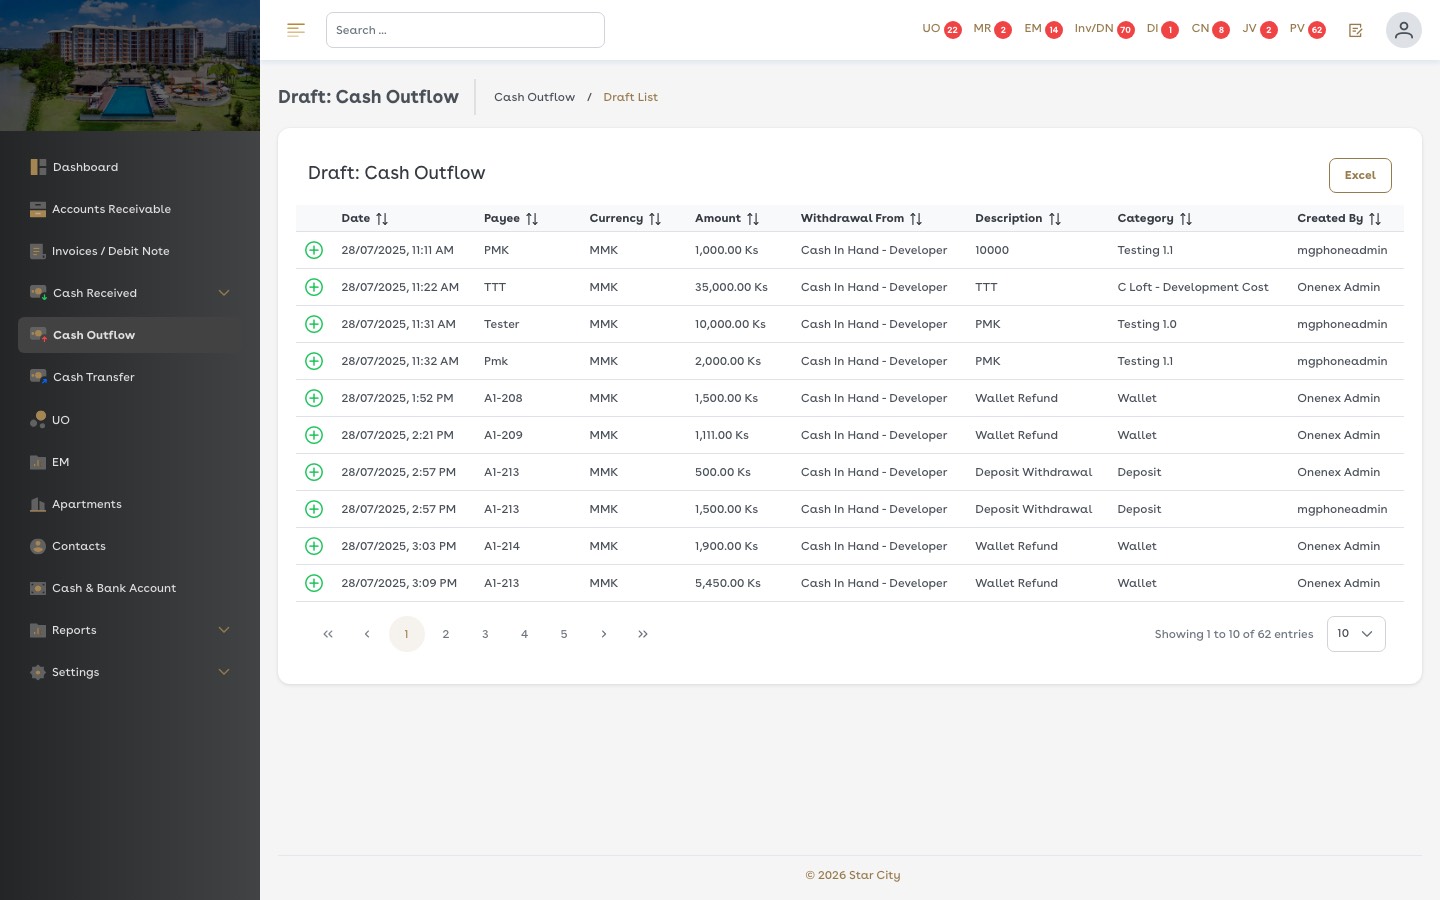 Search ...
UO 22 MR 2 EM 14 Inv/DN 70 DI 1 CN 8 JV 2 PV 62
Draft: Cash Outflow
Cash Outflow / Draft List
Dashboard
Accounts Receivable
Invoices / Debit Note
Cash Received
Cash Outflow
Cash Transfer
UO
EM
Apartments
Contacts
Cash & Bank Account
Reports
Settings
Draft: Cash Outflow
Excel
Date Payee Currency Amount Withdrawal From Description Category Created By
28/07/2025, 11:11 AM PMK MMK 1,000.00 Ks Cash In Hand - Developer 10000 Testing 1.1 mgphoneadmin
28/07/2025, 11:22 AM TTT MMK 35,000.00 Ks Cash In Hand - Developer TTT C Loft - Development Cost Onenex Admin
28/07/2025, 11:31 AM Tester MMK 10,000.00 Ks Cash In Hand - Developer PMK Testing 1.0 mgphoneadmin
28/07/2025, 11:32 AM Pmk MMK 2,000.00 Ks Cash In Hand - Developer PMK Testing 1.1 mgphoneadmin
28/07/2025, 1:52 PM A1-208 MMK 1,500.00 Ks Cash In Hand - Developer Wallet Refund Wallet Onenex Admin
28/07/2025, 2:21 PM A1-209 MMK 1,111.00 Ks Cash In Hand - Developer Wallet Refund Wallet Onenex Admin
28/07/2025, 2:57 PM A1-213 MMK 500.00 Ks Cash In Hand - Developer Deposit Withdrawal Deposit Onenex Admin
28/07/2025, 2:57 PM A1-213 MMK 1,500.00 Ks Cash In Hand - Developer Deposit Withdrawal Deposit mgphoneadmin
28/07/2025, 3:03 PM A1-214 MMK 1,900.00 Ks Cash In Hand - Developer Wallet Refund Wallet Onenex Admin
28/07/2025, 3:09 PM A1-213 MMK 5,450.00 Ks Cash In Hand - Developer Wallet Refund Wallet Onenex Admin
1 2 3 4 5
Showing 1 to 10 of 62 entries 10
© 2026 Star City